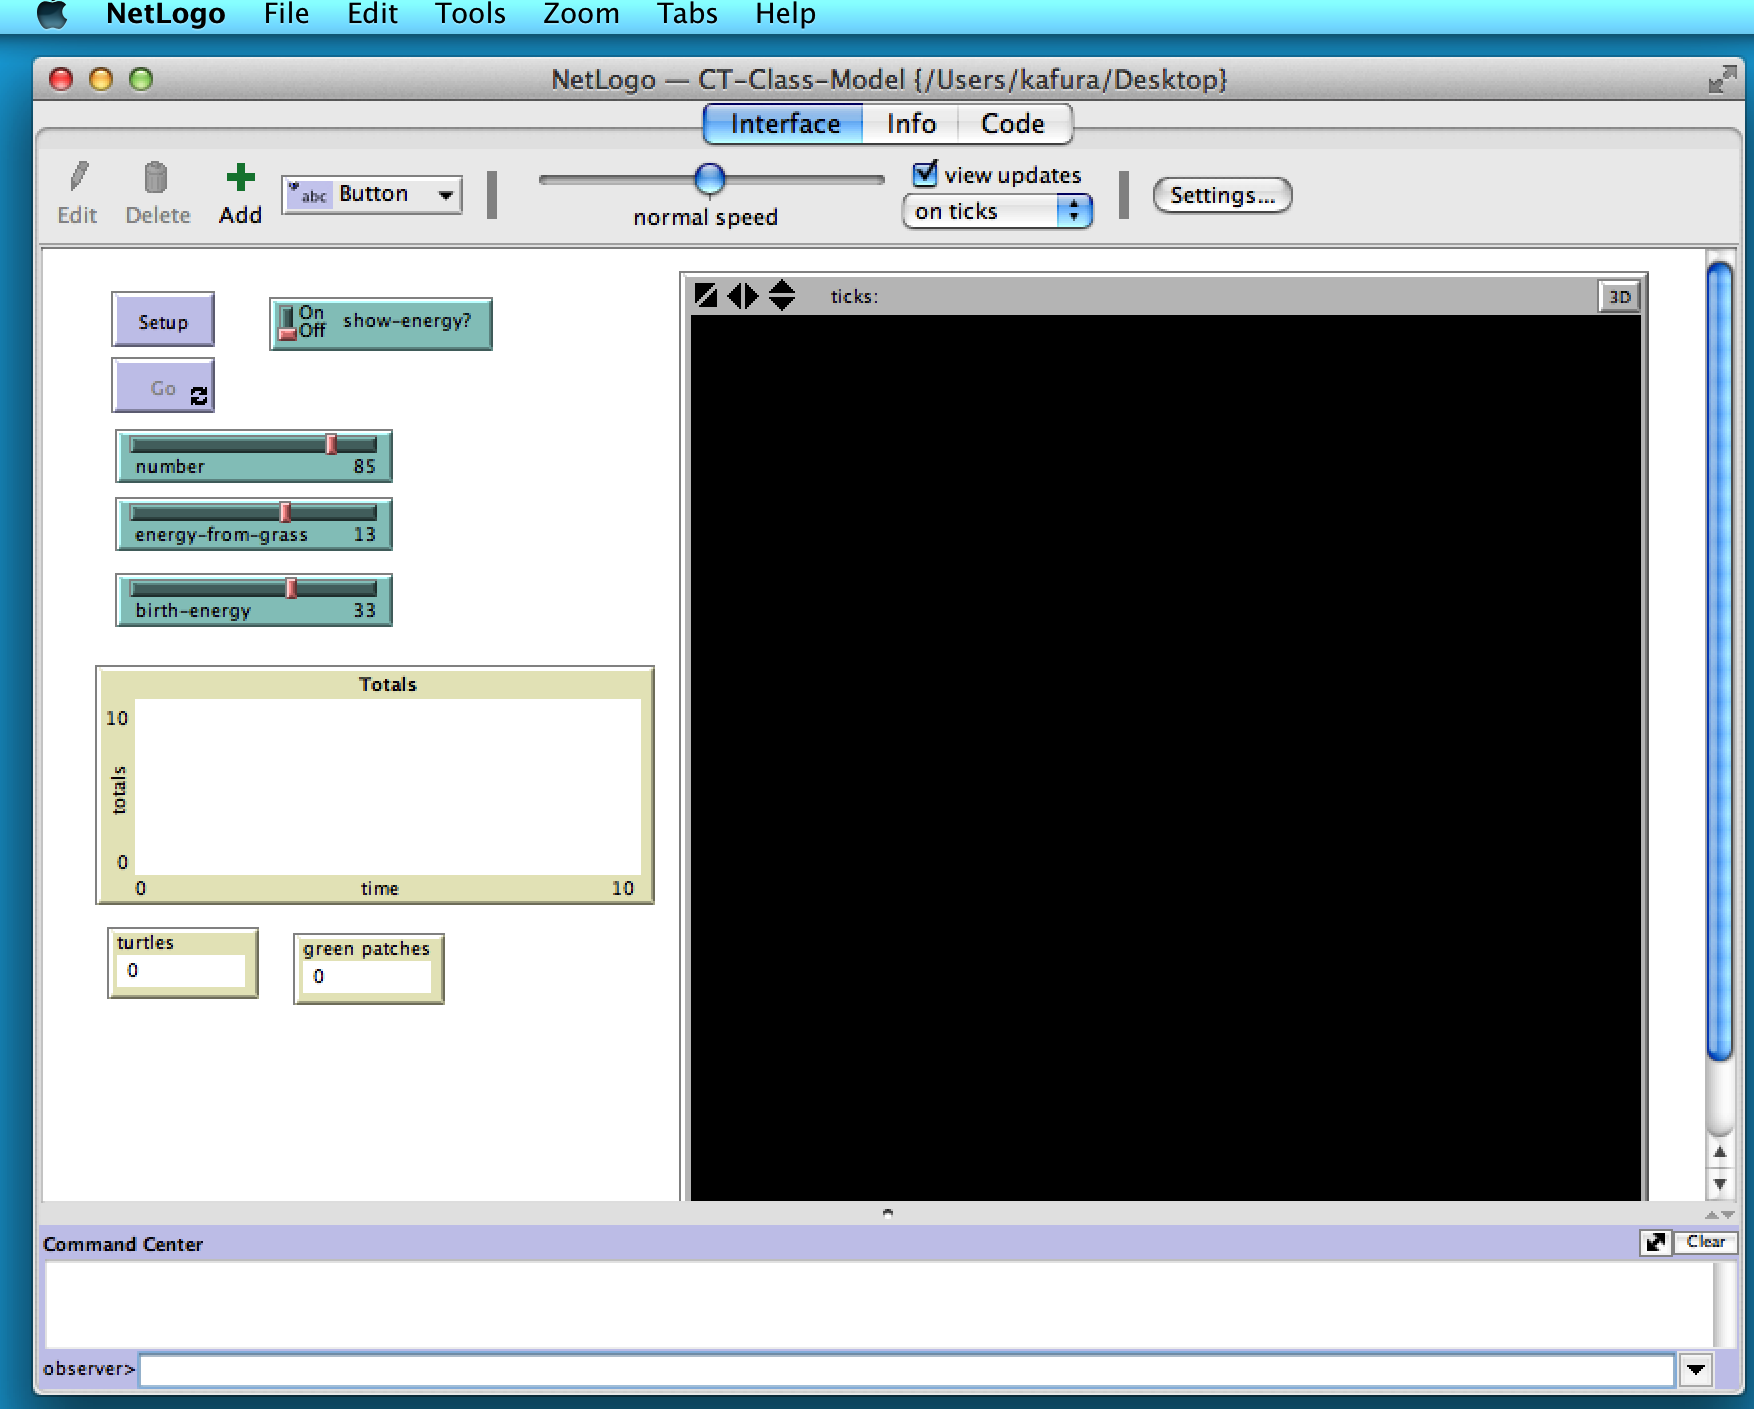 NetLogo File Edit Tools Zoom Tabs Help
NetLogo — CT-Class-Model {/Users/kafura/Desktop}
Interface Info Code
Edit Delete Add abc Button normal speed view updates on ticks Settings...
Setup
On
Off
show-energy?
Go
number 85
energy-from-grass 13
birth-energy 33
Totals
10
totals
0
0 time 10
turtles
0
green patches
0
ticks: 3D
Command Center Clear
observer>